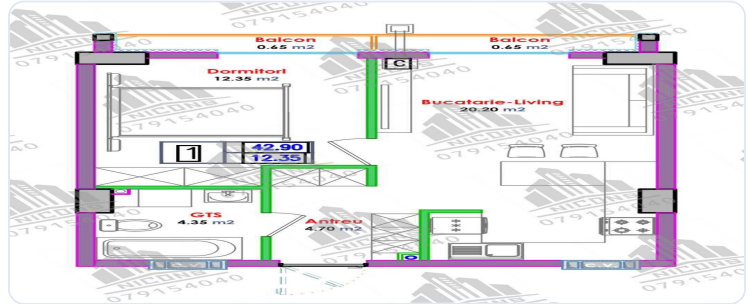 Balcon
0.65 m2
Balcon
0.65 m2
Dormitor1
12.35 m2
C
Bucatarie-Living
20.20 m2
1
42.90
12.35
GTS
4.35 m2
Antreu
4.70 m2
NICONS
079154040